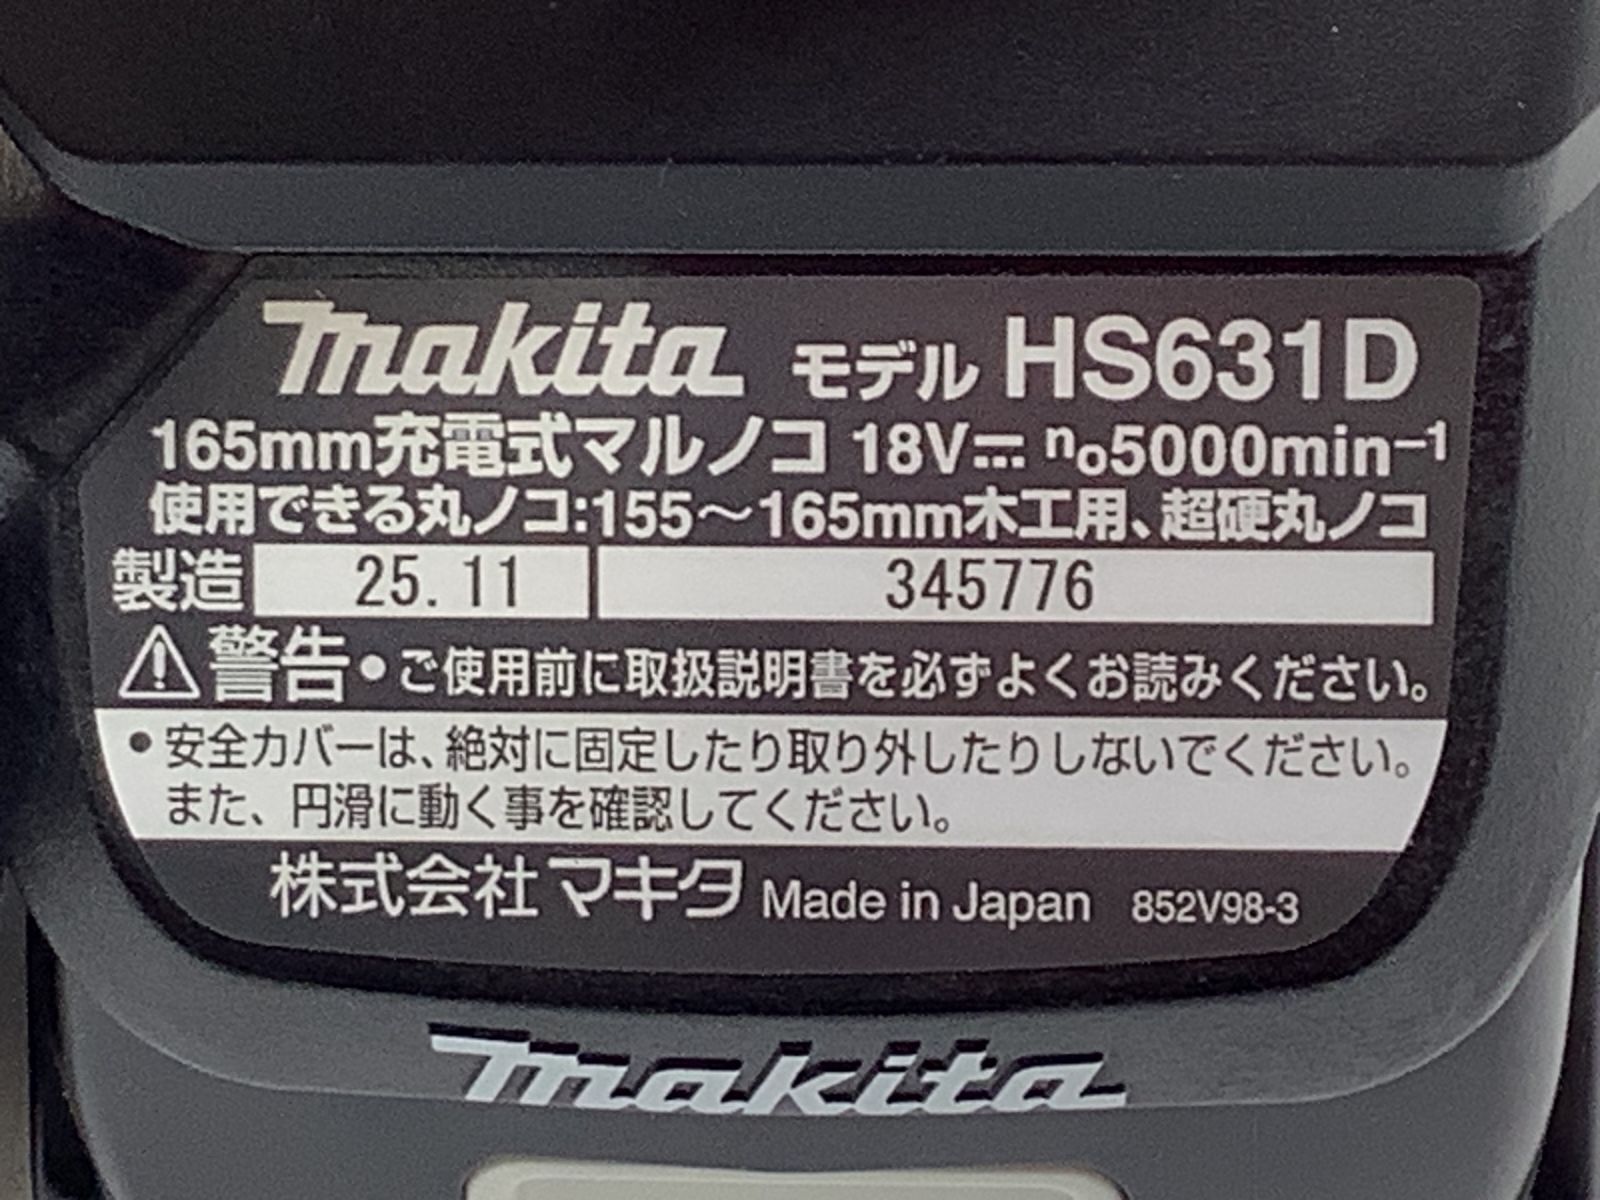 makita モデル HS631D
165mm充電式マルノコ 18V⎓ n₀5000min⁻¹
使用できる丸ノコ:155～165mm木工用、超硬丸ノコ
製造 25.11 345776
⚠警告•ご使用前に取扱説明書を必ずよくお読みください。
•安全カバーは、絶対に固定したり取り外したりしないでください。
また、円滑に動く事を確認してください。
株式会社マキタ Made in Japan 852V98-3
makita